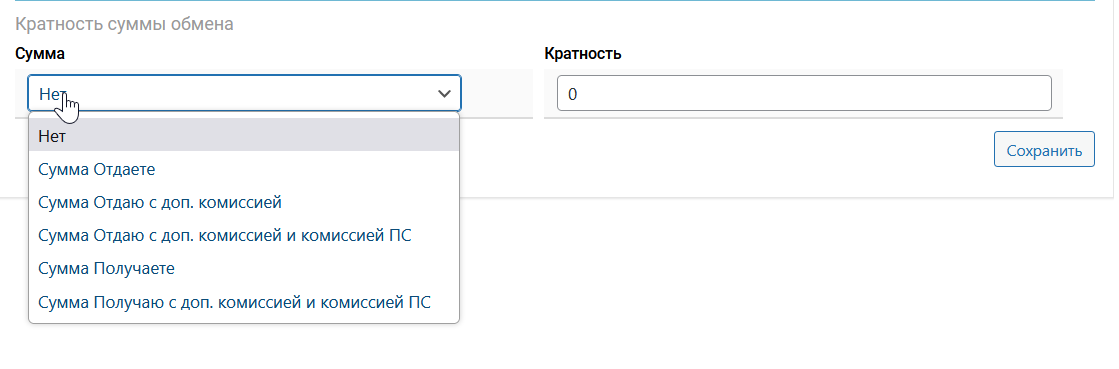 Кратность суммы обмена
Сумма
Кратность
Нет
0
Нет
Сумма Отдаете
Сохранить
Сумма Отдаю с доп. комиссией
Сумма Отдаю с доп. комиссией и комиссией ПС
Сумма Получаете
Сумма Получаю с доп. комиссией и комиссией ПС